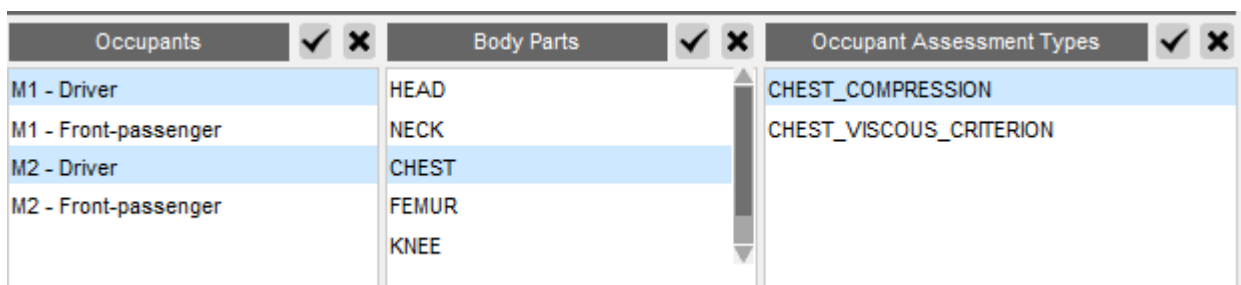 Occupants
Body Parts
Occupant Assessment Types
M1 - Driver
M1 - Front-passenger
M2 - Driver
M2 - Front-passenger
HEAD
NECK
CHEST
FEMUR
KNEE
CHEST_COMPRESSION
CHEST_VISCOUS_CRITERION